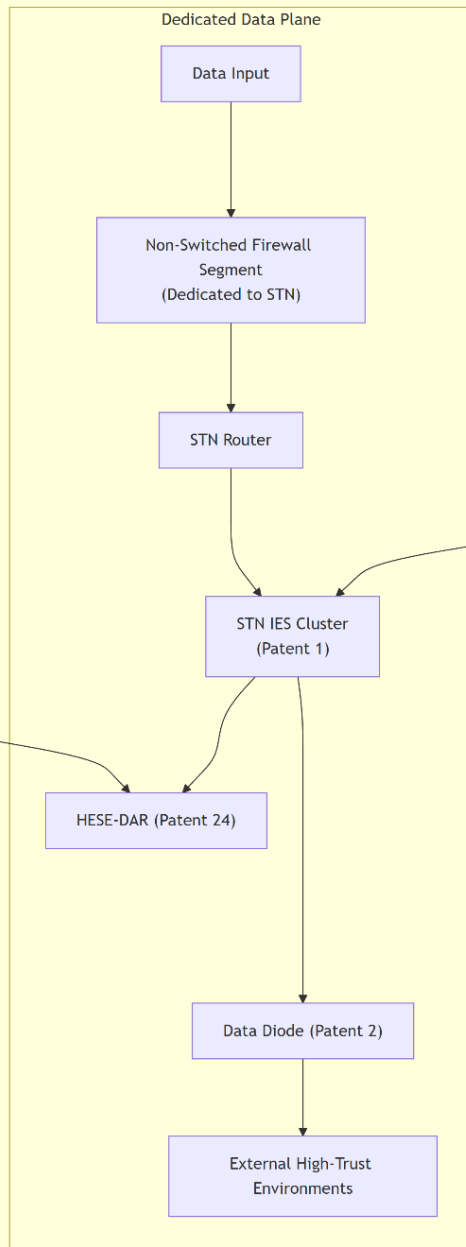 Dedicated Data Plane
Data Input
Non-Switched Firewall
Segment
(Dedicated to STN)
STN Router
STN IES Cluster
(Patent 1)
HESE-DAR (Patent 24)
Data Diode (Patent 2)
External High-Trust
Environments